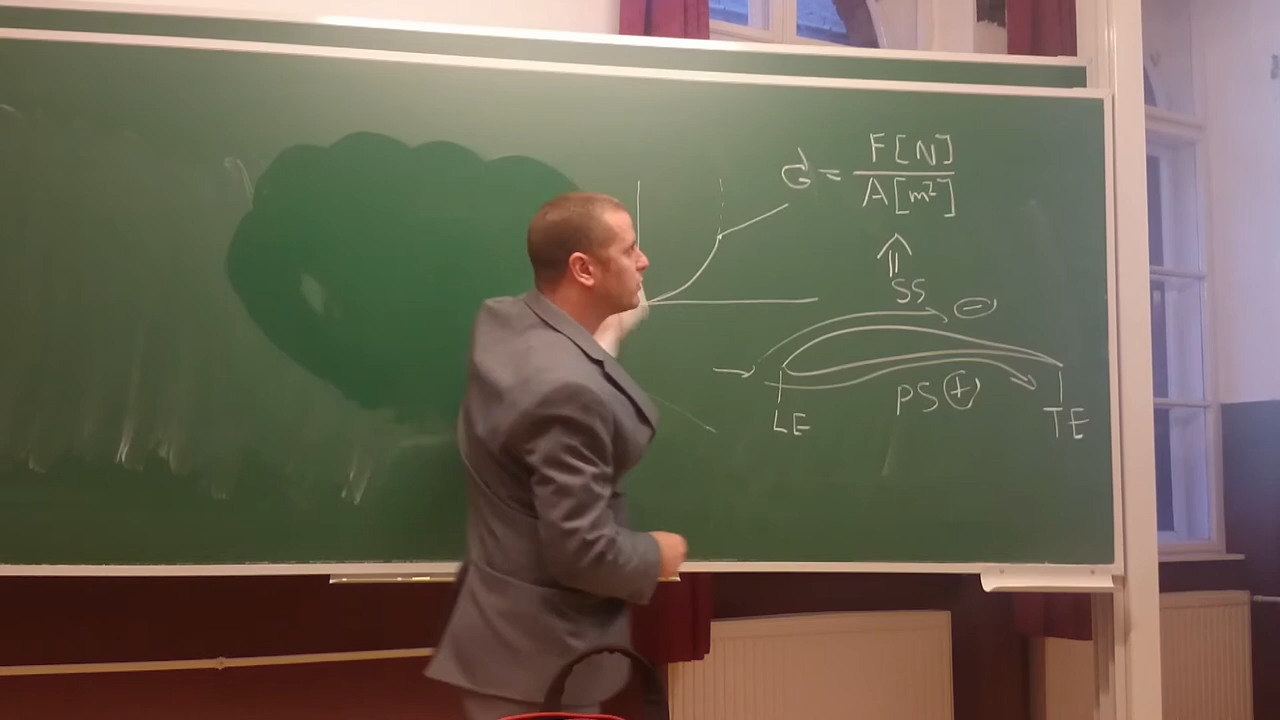 σ = F[N] / A[m²]
SS
⊖
PS ⊕
LE
TE